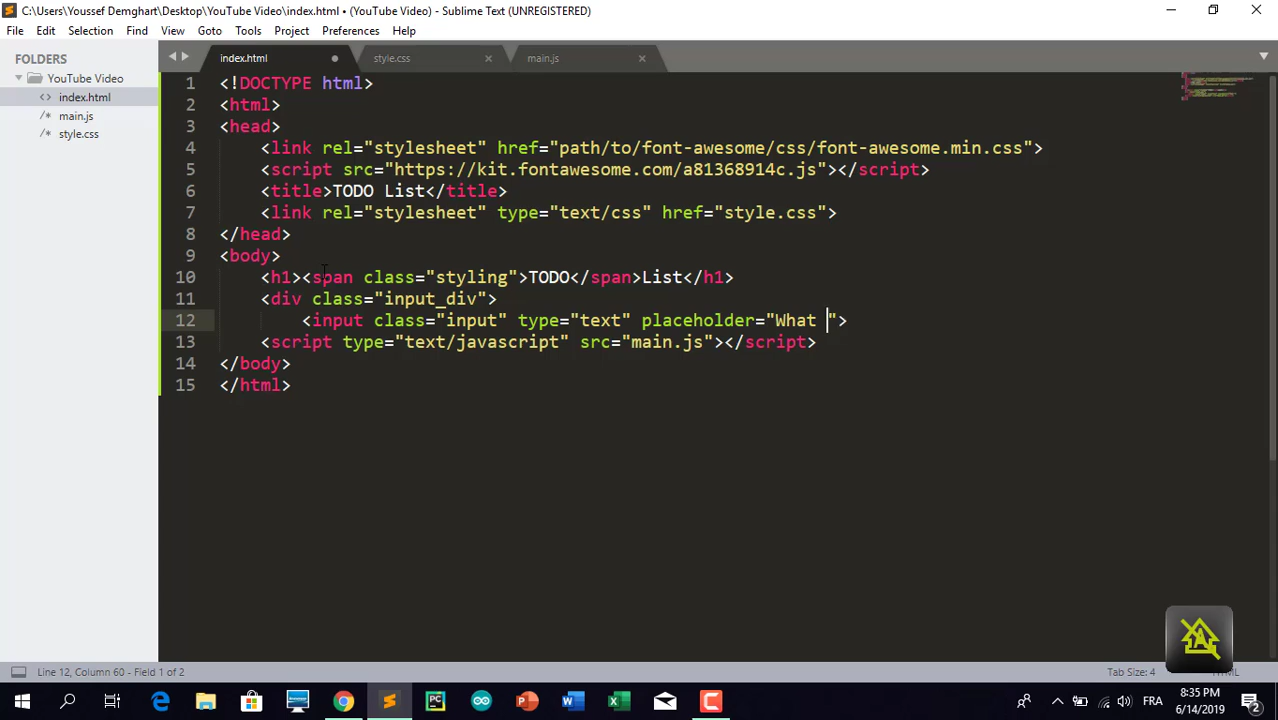 C:\Users\Youssef Demghart\Desktop\YouTube Video\index.html • (YouTube Video) - Sublime Text (UNREGISTERED)
File Edit Selection Find View Goto Tools Project Preferences Help
FOLDERS
YouTube Video
index.html
main.js
style.css
index.html style.css main.js
1 <!DOCTYPE html>
2 <html>
3 <head>
4 <link rel="stylesheet" href="path/to/font-awesome/css/font-awesome.min.css">
5 <script src="https://kit.fontawesome.com/a81368914c.js"></script>
6 <title>TODO List</title>
7 <link rel="stylesheet" type="text/css" href="style.css">
8 </head>
9 <body>
10 <h1><span class="styling">TODO</span>List</h1>
11 <div class="input_div">
12 <input class="input" type="text" placeholder="What ">
13 <script type="text/javascript" src="main.js"></script>
14 </body>
15 </html>
Line 12, Column 60 - Field 1 of 2
Tab Size: 4
HTML
FRA
8:35 PM
6/14/2019
2